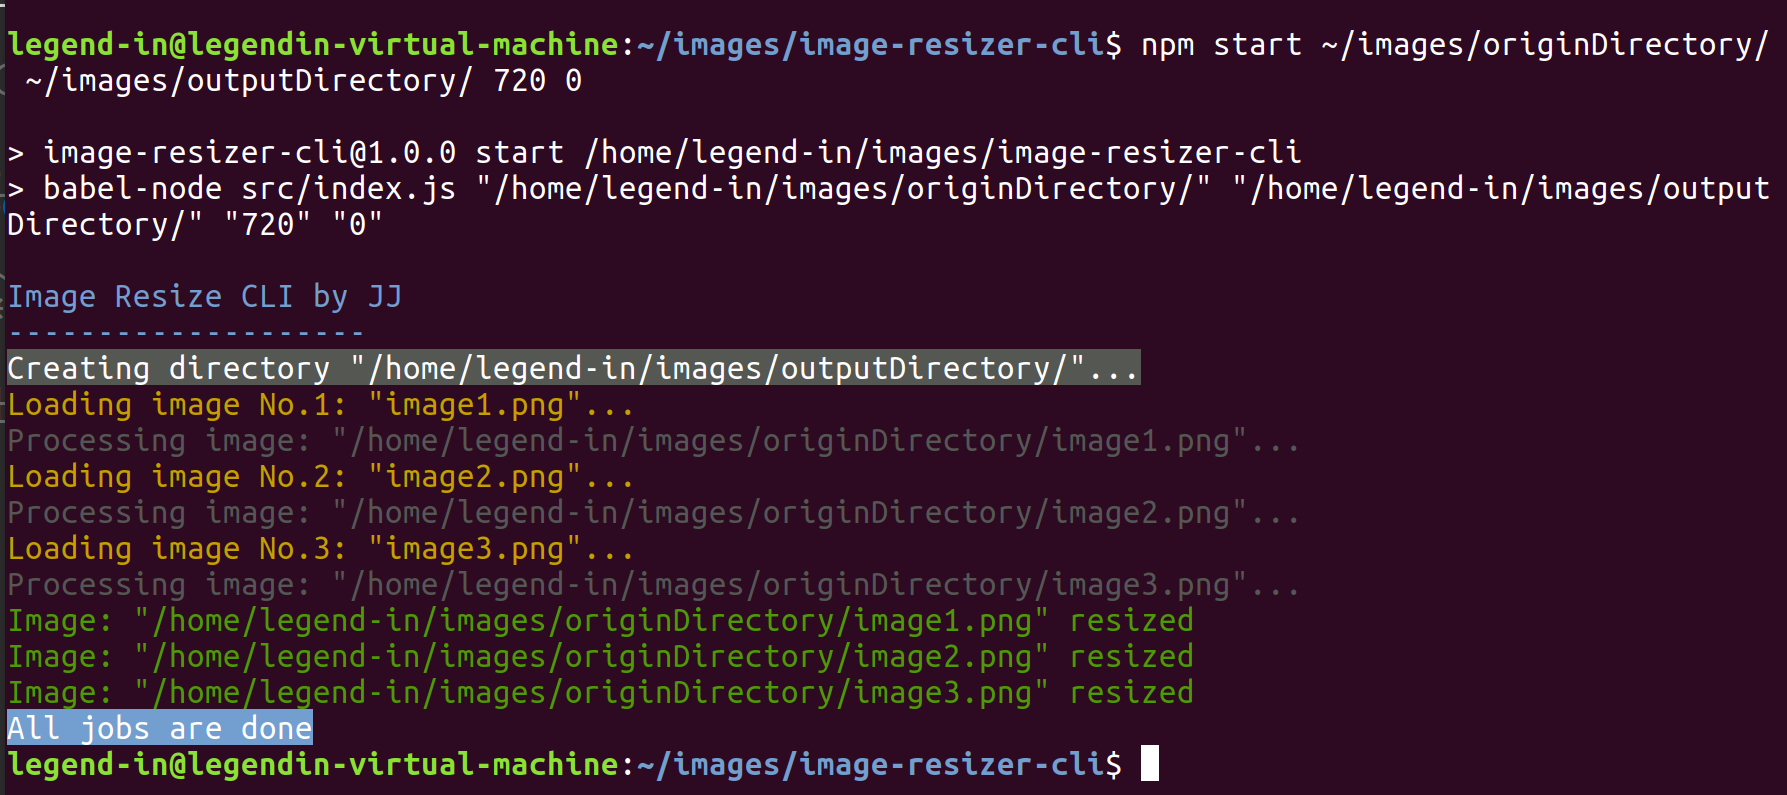 legend-in@legendin-virtual-machine:~/images/image-resizer-cli$ npm start ~/images/originDirectory/
~/images/outputDirectory/ 720 0
> image-resizer-cli@1.0.0 start /home/legend-in/images/image-resizer-cli
> babel-node src/index.js "/home/legend-in/images/originDirectory/" "/home/legend-in/images/output
Directory/" "720" "0"
Image Resize CLI by JJ
--------------------
Creating directory "/home/legend-in/images/outputDirectory/"...
Loading image No.1: "image1.png"...
Processing image: "/home/legend-in/images/originDirectory/image1.png"...
Loading image No.2: "image2.png"...
Processing image: "/home/legend-in/images/originDirectory/image2.png"...
Loading image No.3: "image3.png"...
Processing image: "/home/legend-in/images/originDirectory/image3.png"...
Image: "/home/legend-in/images/originDirectory/image1.png" resized
Image: "/home/legend-in/images/originDirectory/image2.png" resized
Image: "/home/legend-in/images/originDirectory/image3.png" resized
All jobs are done
legend-in@legendin-virtual-machine:~/images/image-resizer-cli$